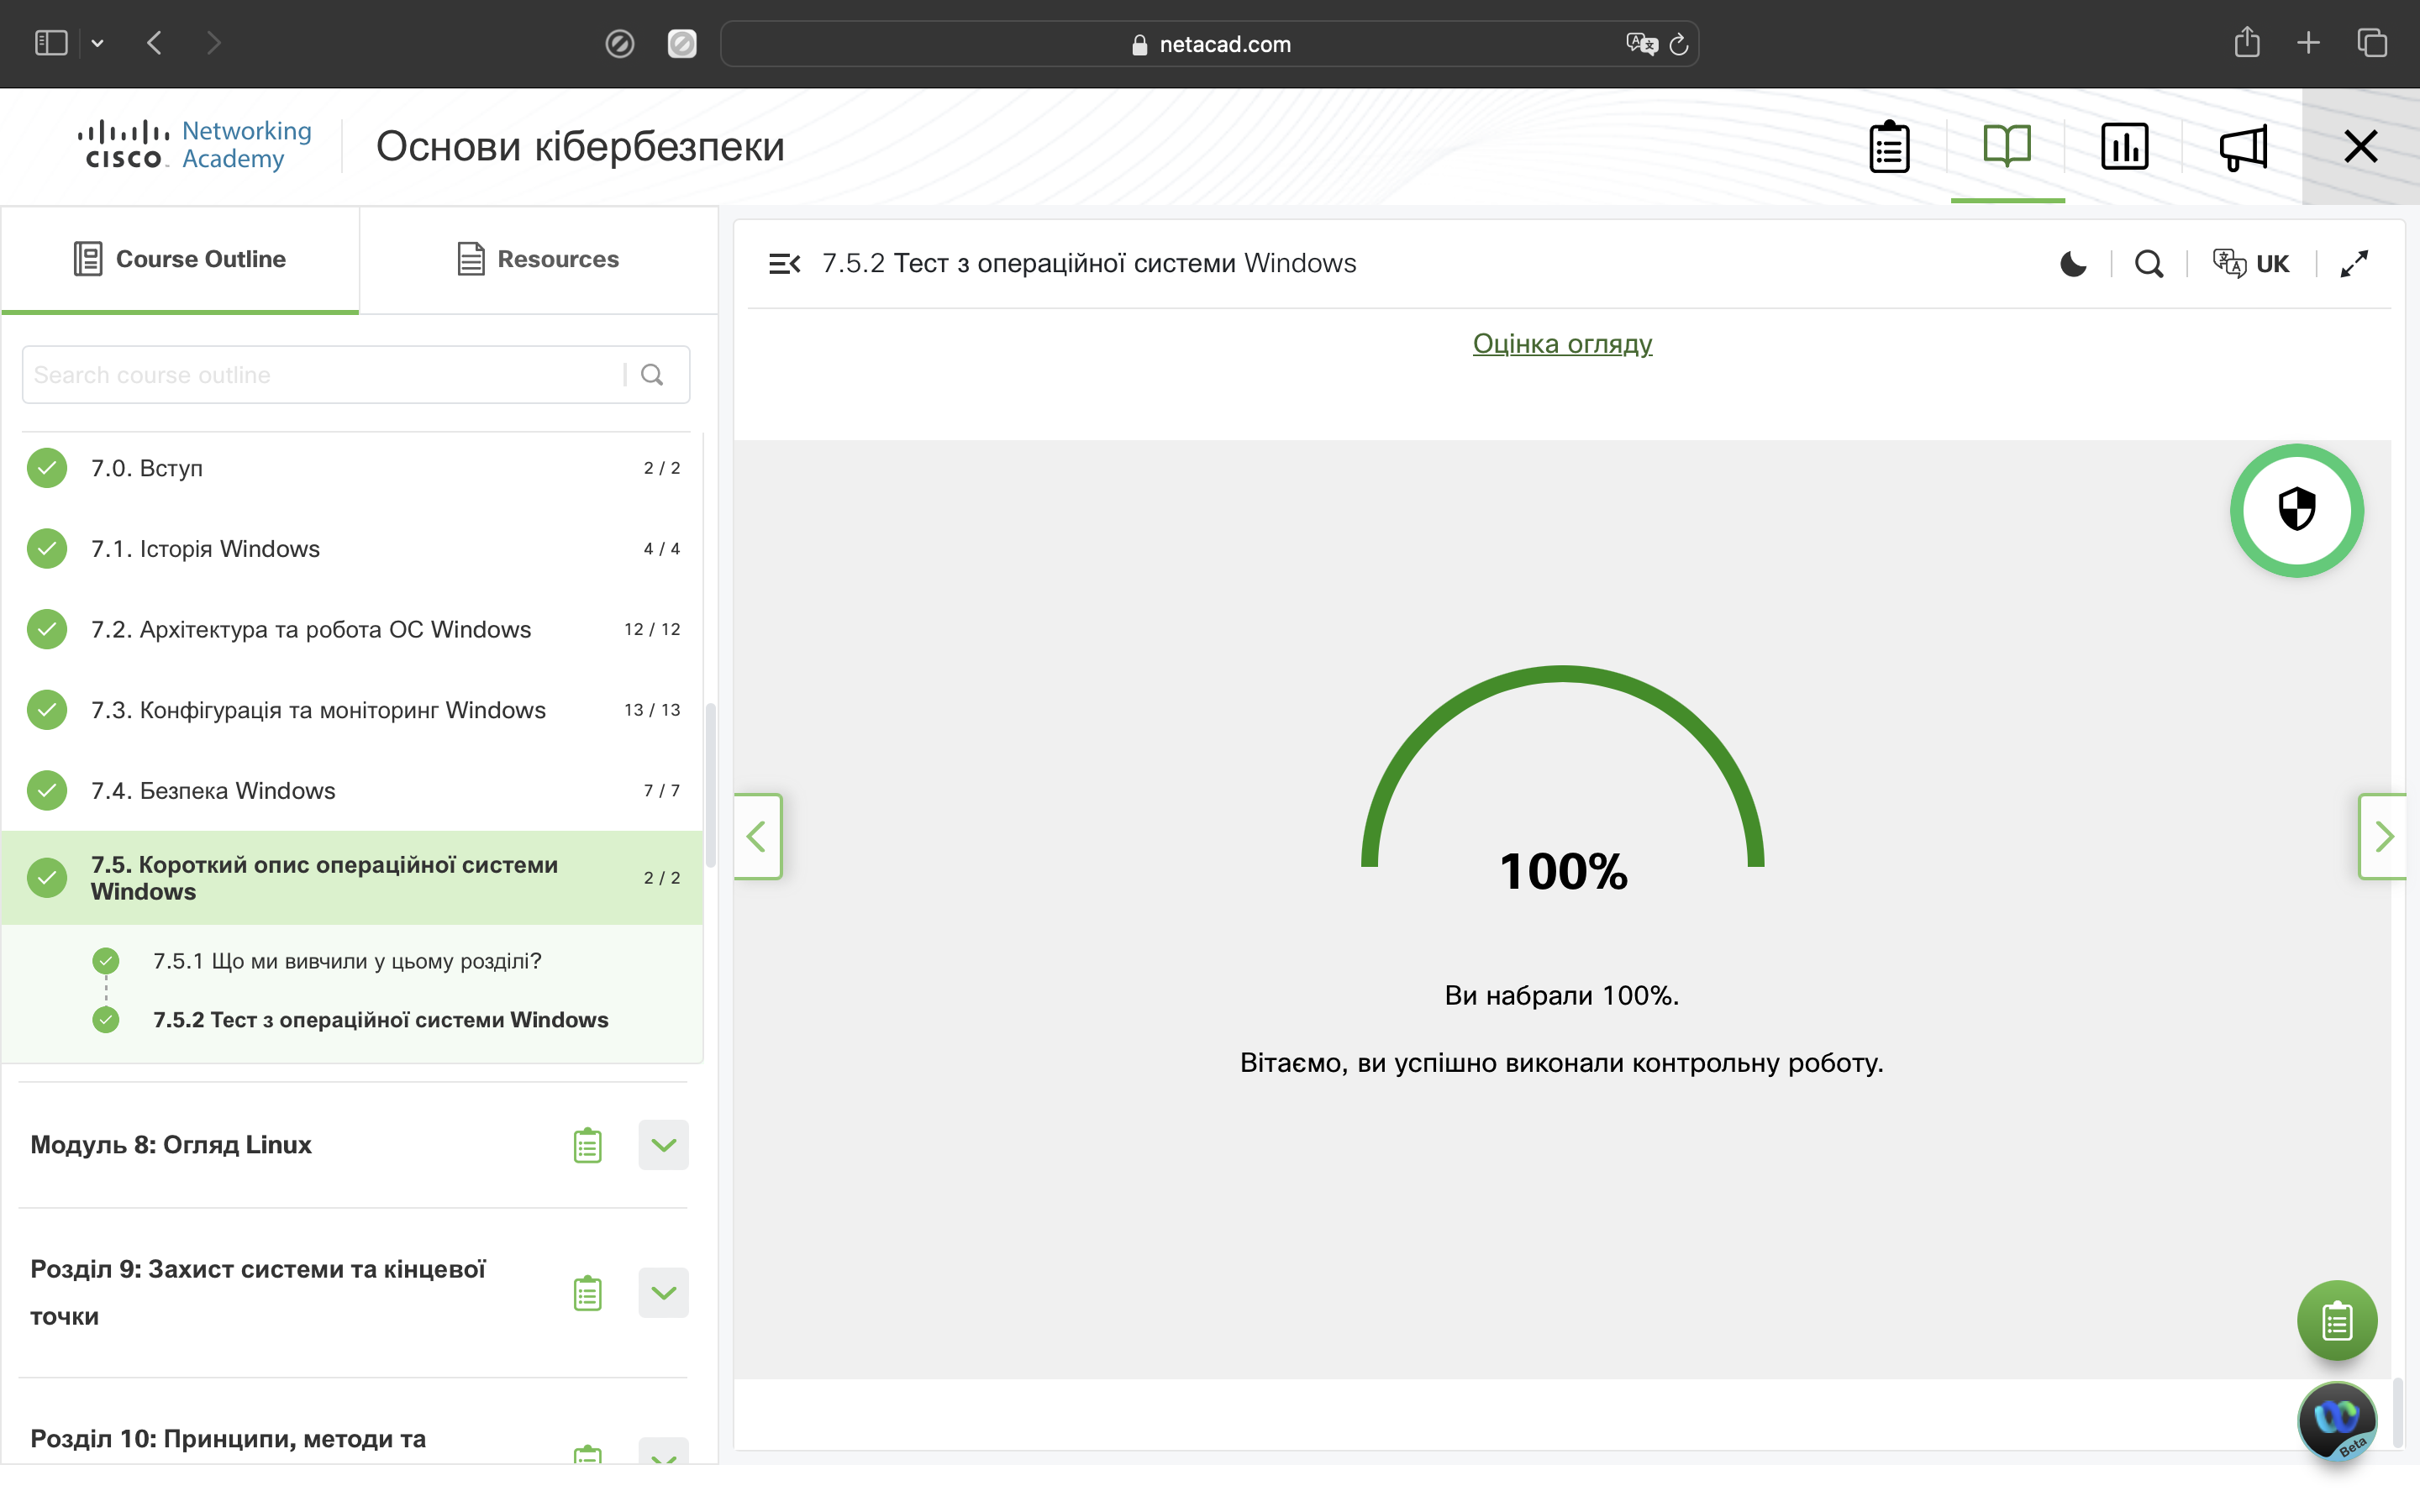 netacad.com
CISCO
Networking
Academy
Основи кібербезпеки
Course Outline
Resources
Search course outline
7.0. Вступ
2 / 2
7.1. Історія Windows
4 / 4
7.2. Архітектура та робота ОС Windows
12 / 12
7.3. Конфігурація та моніторинг Windows
13 / 13
7.4. Безпека Windows
7 / 7
7.5. Короткий опис операційної системи
Windows
2 / 2
7.5.1 Що ми вивчили у цьому розділі?
7.5.2 Тест з операційної системи Windows
Модуль 8: Огляд Linux
Розділ 9: Захист системи та кінцевої
точки
Розділ 10: Принципи, методи та
7.5.2 Тест з операційної системи Windows
UK
Оцінка огляду
100%
Ви набрали 100%.
Вітаємо, ви успішно виконали контрольну роботу.
Beta